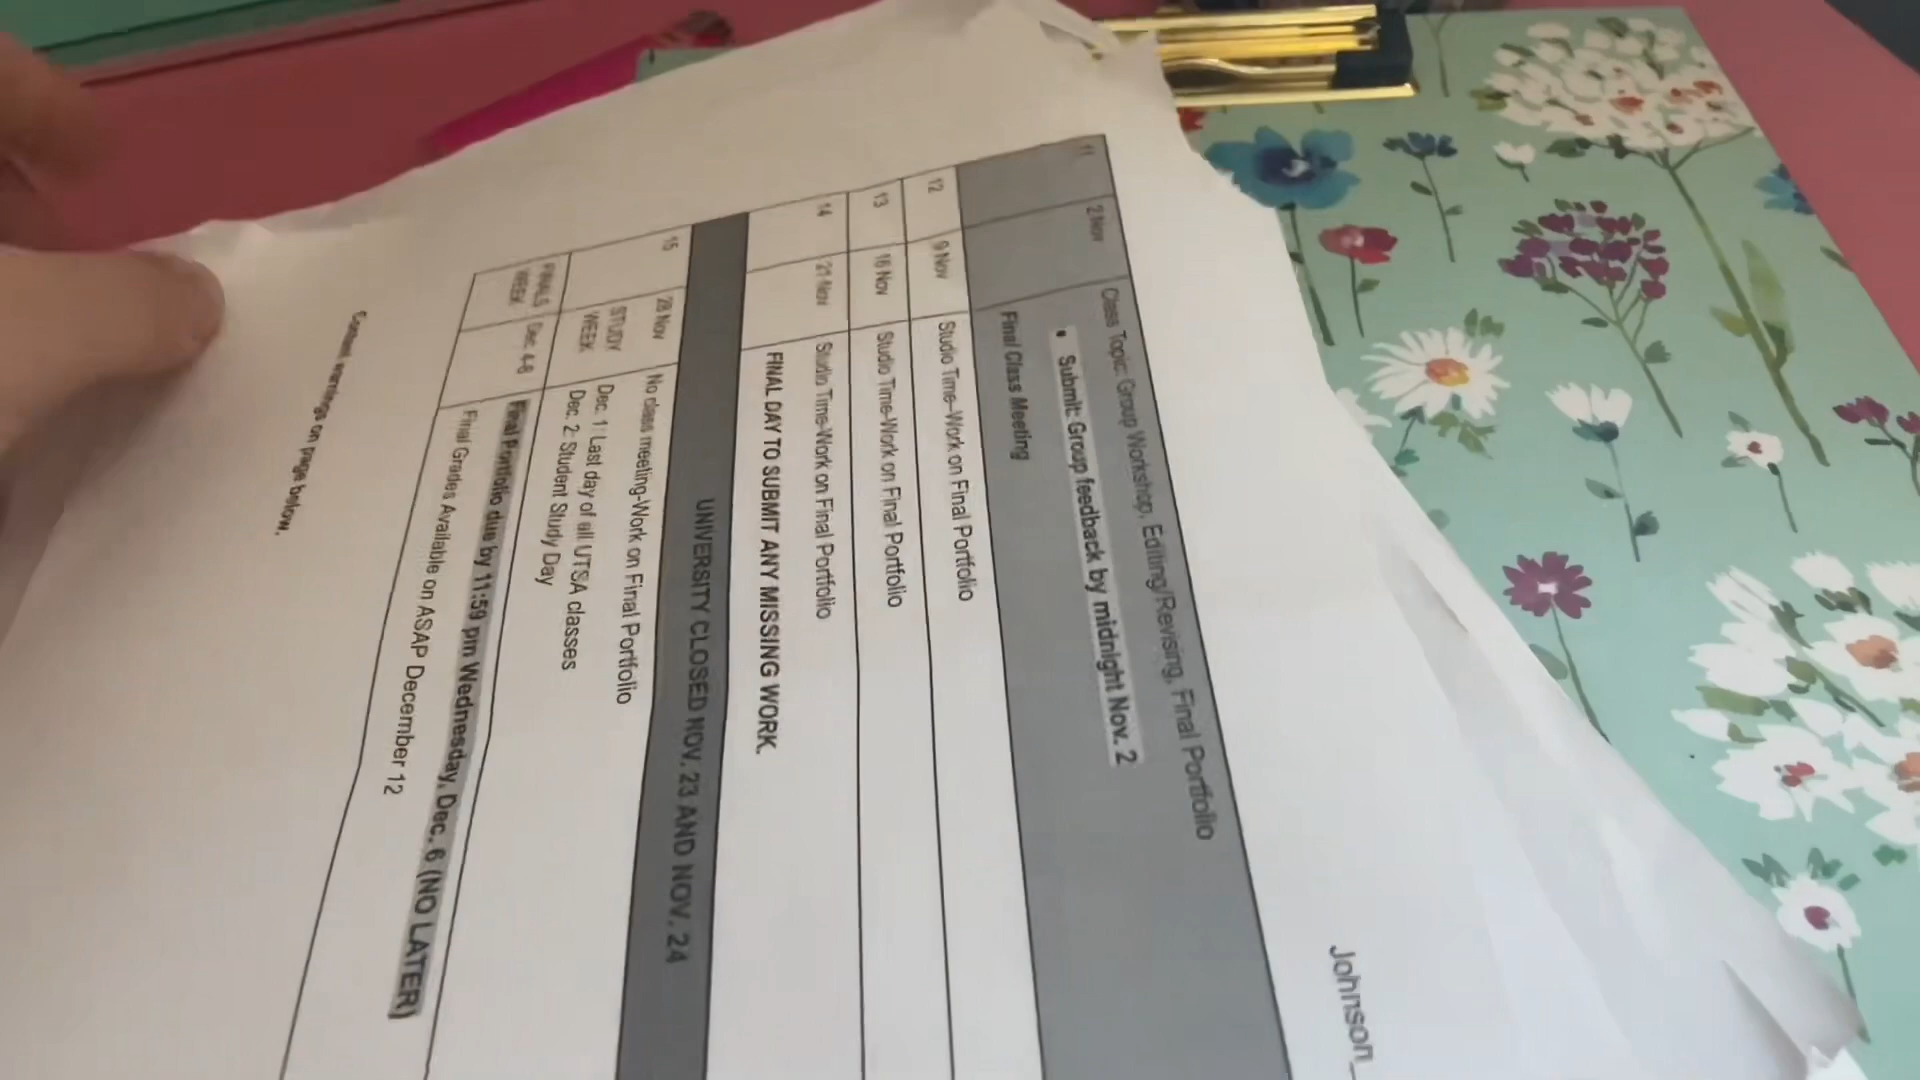 Johnson_
11 2 Nov Class Topic: Group Workshop, Editing/Revising, Final Portfolio
• Submit: Group feedback by midnight Nov. 2
Final Class Meeting
12 9 Nov Studio Time-Work on Final Portfolio
13 16 Nov Studio Time-Work on Final Portfolio
14 21 Nov Studio Time-Work on Final Portfolio
FINAL DAY TO SUBMIT ANY MISSING WORK.
UNIVERSITY CLOSED NOV. 23 AND NOV. 24
15 28 Nov No class meeting-Work on Final Portfolio
STUDY WEEK Dec. 1: Last day of all UTSA classes
Dec. 2: Student Study Day
FINALS WEEK Dec. 4-8 Final Portfolio due by 11:59 pm Wednesday, Dec. 6 (NO LATER)
Final Grades Available on ASAP December 12
Content warnings on page below.